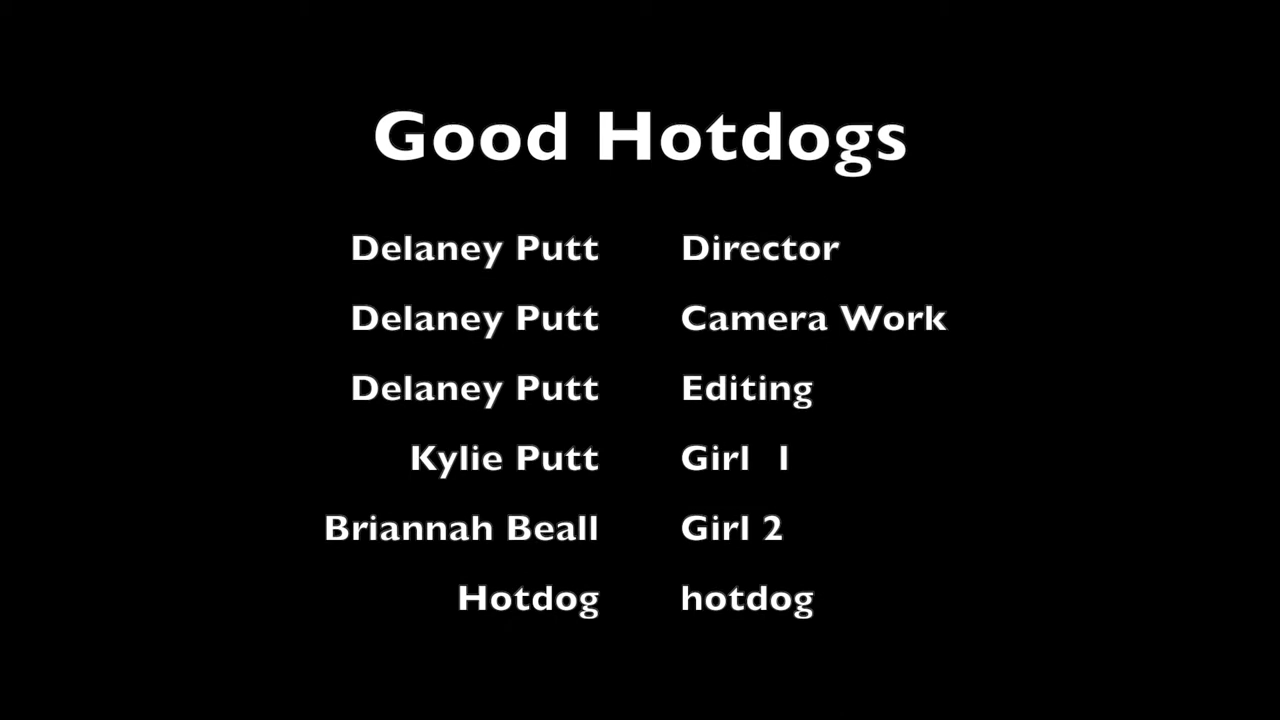 Good Hotdogs
Delaney Putt Director
Delaney Putt Camera Work
Delaney Putt Editing
Kylie Putt Girl  1
Briannah Beall Girl 2
Hotdog hotdog